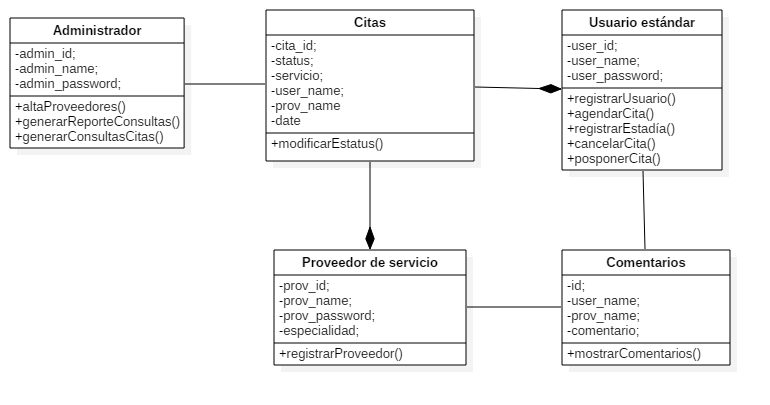 Administrador
-admin_id;
-admin_name;
-admin_password;
+altaProveedores()
+generarReporteConsultas()
+generarConsultasCitas()
Citas
-cita_id;
-status;
-servicio;
-user_name;
-prov_name
-date
+modificarEstatus()
Usuario estándar
-user_id;
-user_name;
-user_password;
+registrarUsuario()
+agendarCita()
+registrarEstadía()
+cancelarCita()
+posponerCita()
Proveedor de servicio
-prov_id;
-prov_name;
-prov_password;
-especialidad;
+registrarProveedor()
Comentarios
-id;
-user_name;
-prov_name;
-comentario;
+mostrarComentarios()